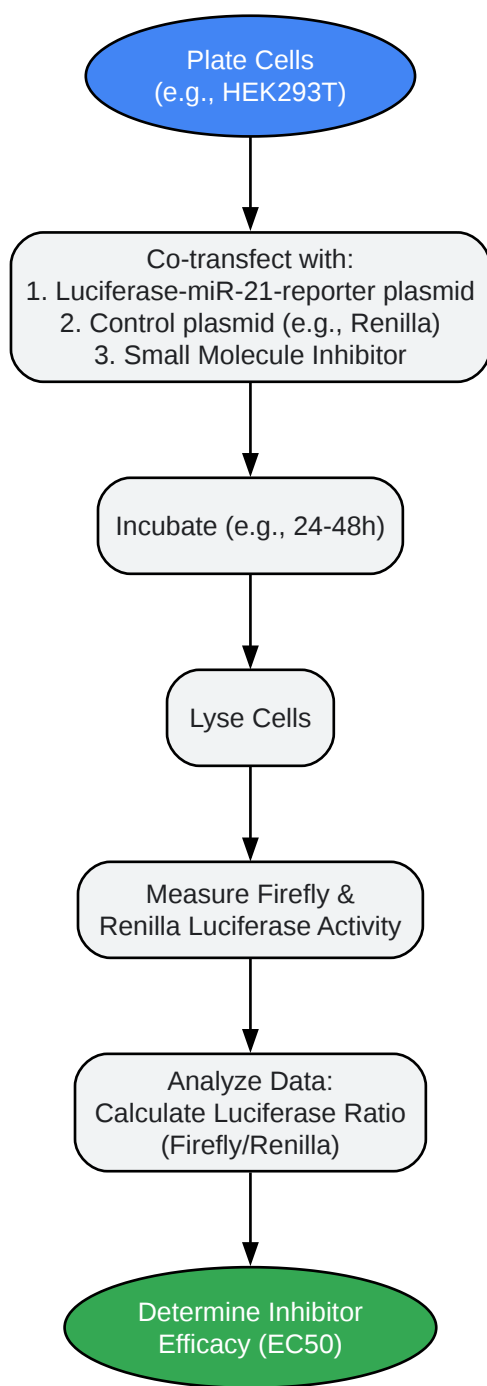 Plate Cells
(e.g., HEK293T)
Co-transfect with:
1. Luciferase-miR-21-reporter plasmid
2. Control plasmid (e.g., Renilla)
3. Small Molecule Inhibitor
Incubate (e.g., 24-48h)
Lyse Cells
Measure Firefly &
Renilla Luciferase Activity
Analyze Data:
Calculate Luciferase Ratio
(Firefly/Renilla)
Determine Inhibitor
Efficacy (EC50)